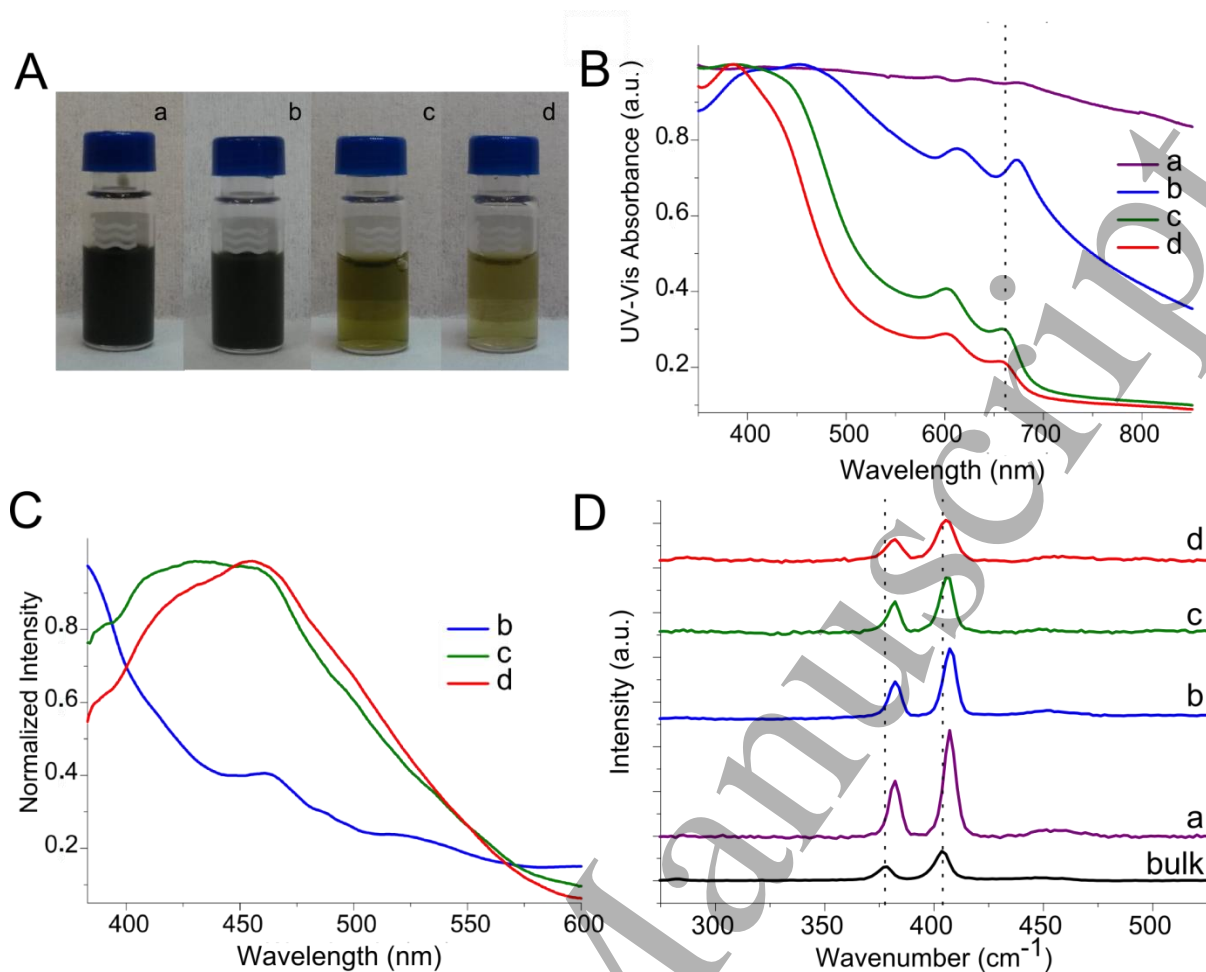 A
a
b
c
d
B
UV-Vis Absorbance (a.u.)
0.8
0.6
0.4
0.2
400 500 600 700 800
Wavelength (nm)
a
b
c
d
C
Normalized Intensity
0.8
0.6
0.4
0.2
400 450 500 550 600
Wavelength (nm)
b
c
d
D
Intensity (a.u.)
d
c
b
a
bulk
300 350 400 450 500
Wavenumber (cm⁻¹)
Manuscript